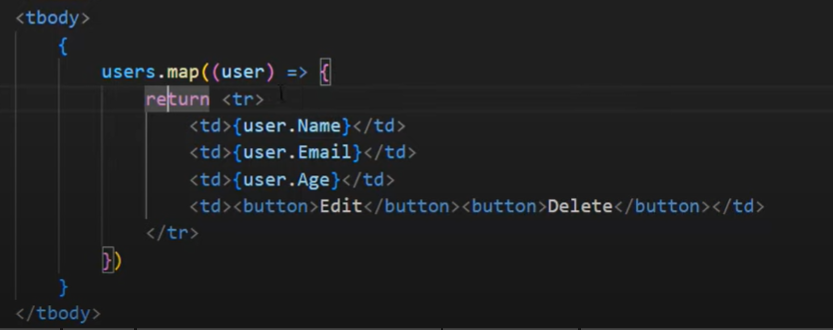 <tbody>
{
users.map((user) => {
return <tr>
<td>{user.Name}</td>
<td>{user.Email}</td>
<td>{user.Age}</td>
<td><button>Edit</button><button>Delete</button></td>
</tr>
})
}
</tbody>